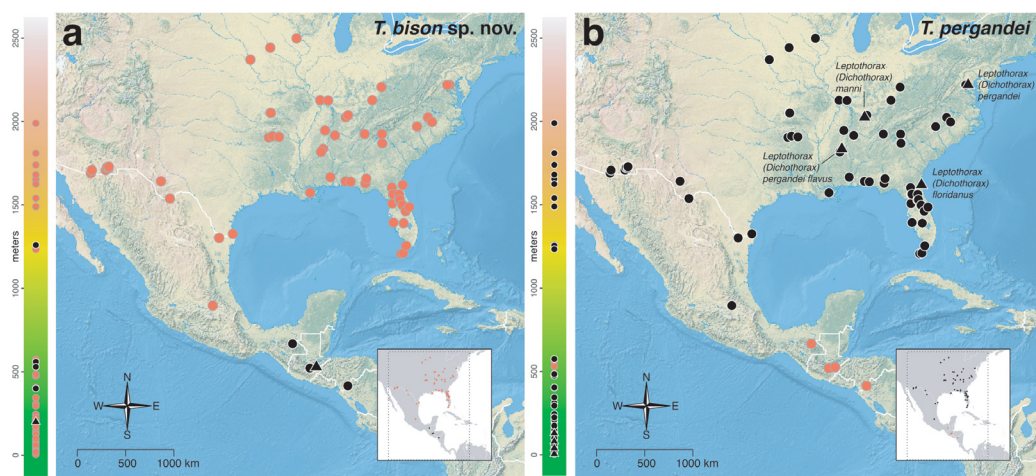 a
T. bison sp. nov.
2500
2000
1500
meters
1000
500
0
N
W E
S
0 500 1000 km
b
T. pergandei
Leptothorax
(Dichothorax)
manni
Leptothorax
(Dichothorax)
pergandei
Leptothorax
(Dichothorax)
pergandei flavus
Leptothorax
(Dichothorax)
floridanus
2500
2000
1500
meters
1000
500
0
N
W E
S
0 500 1000 km